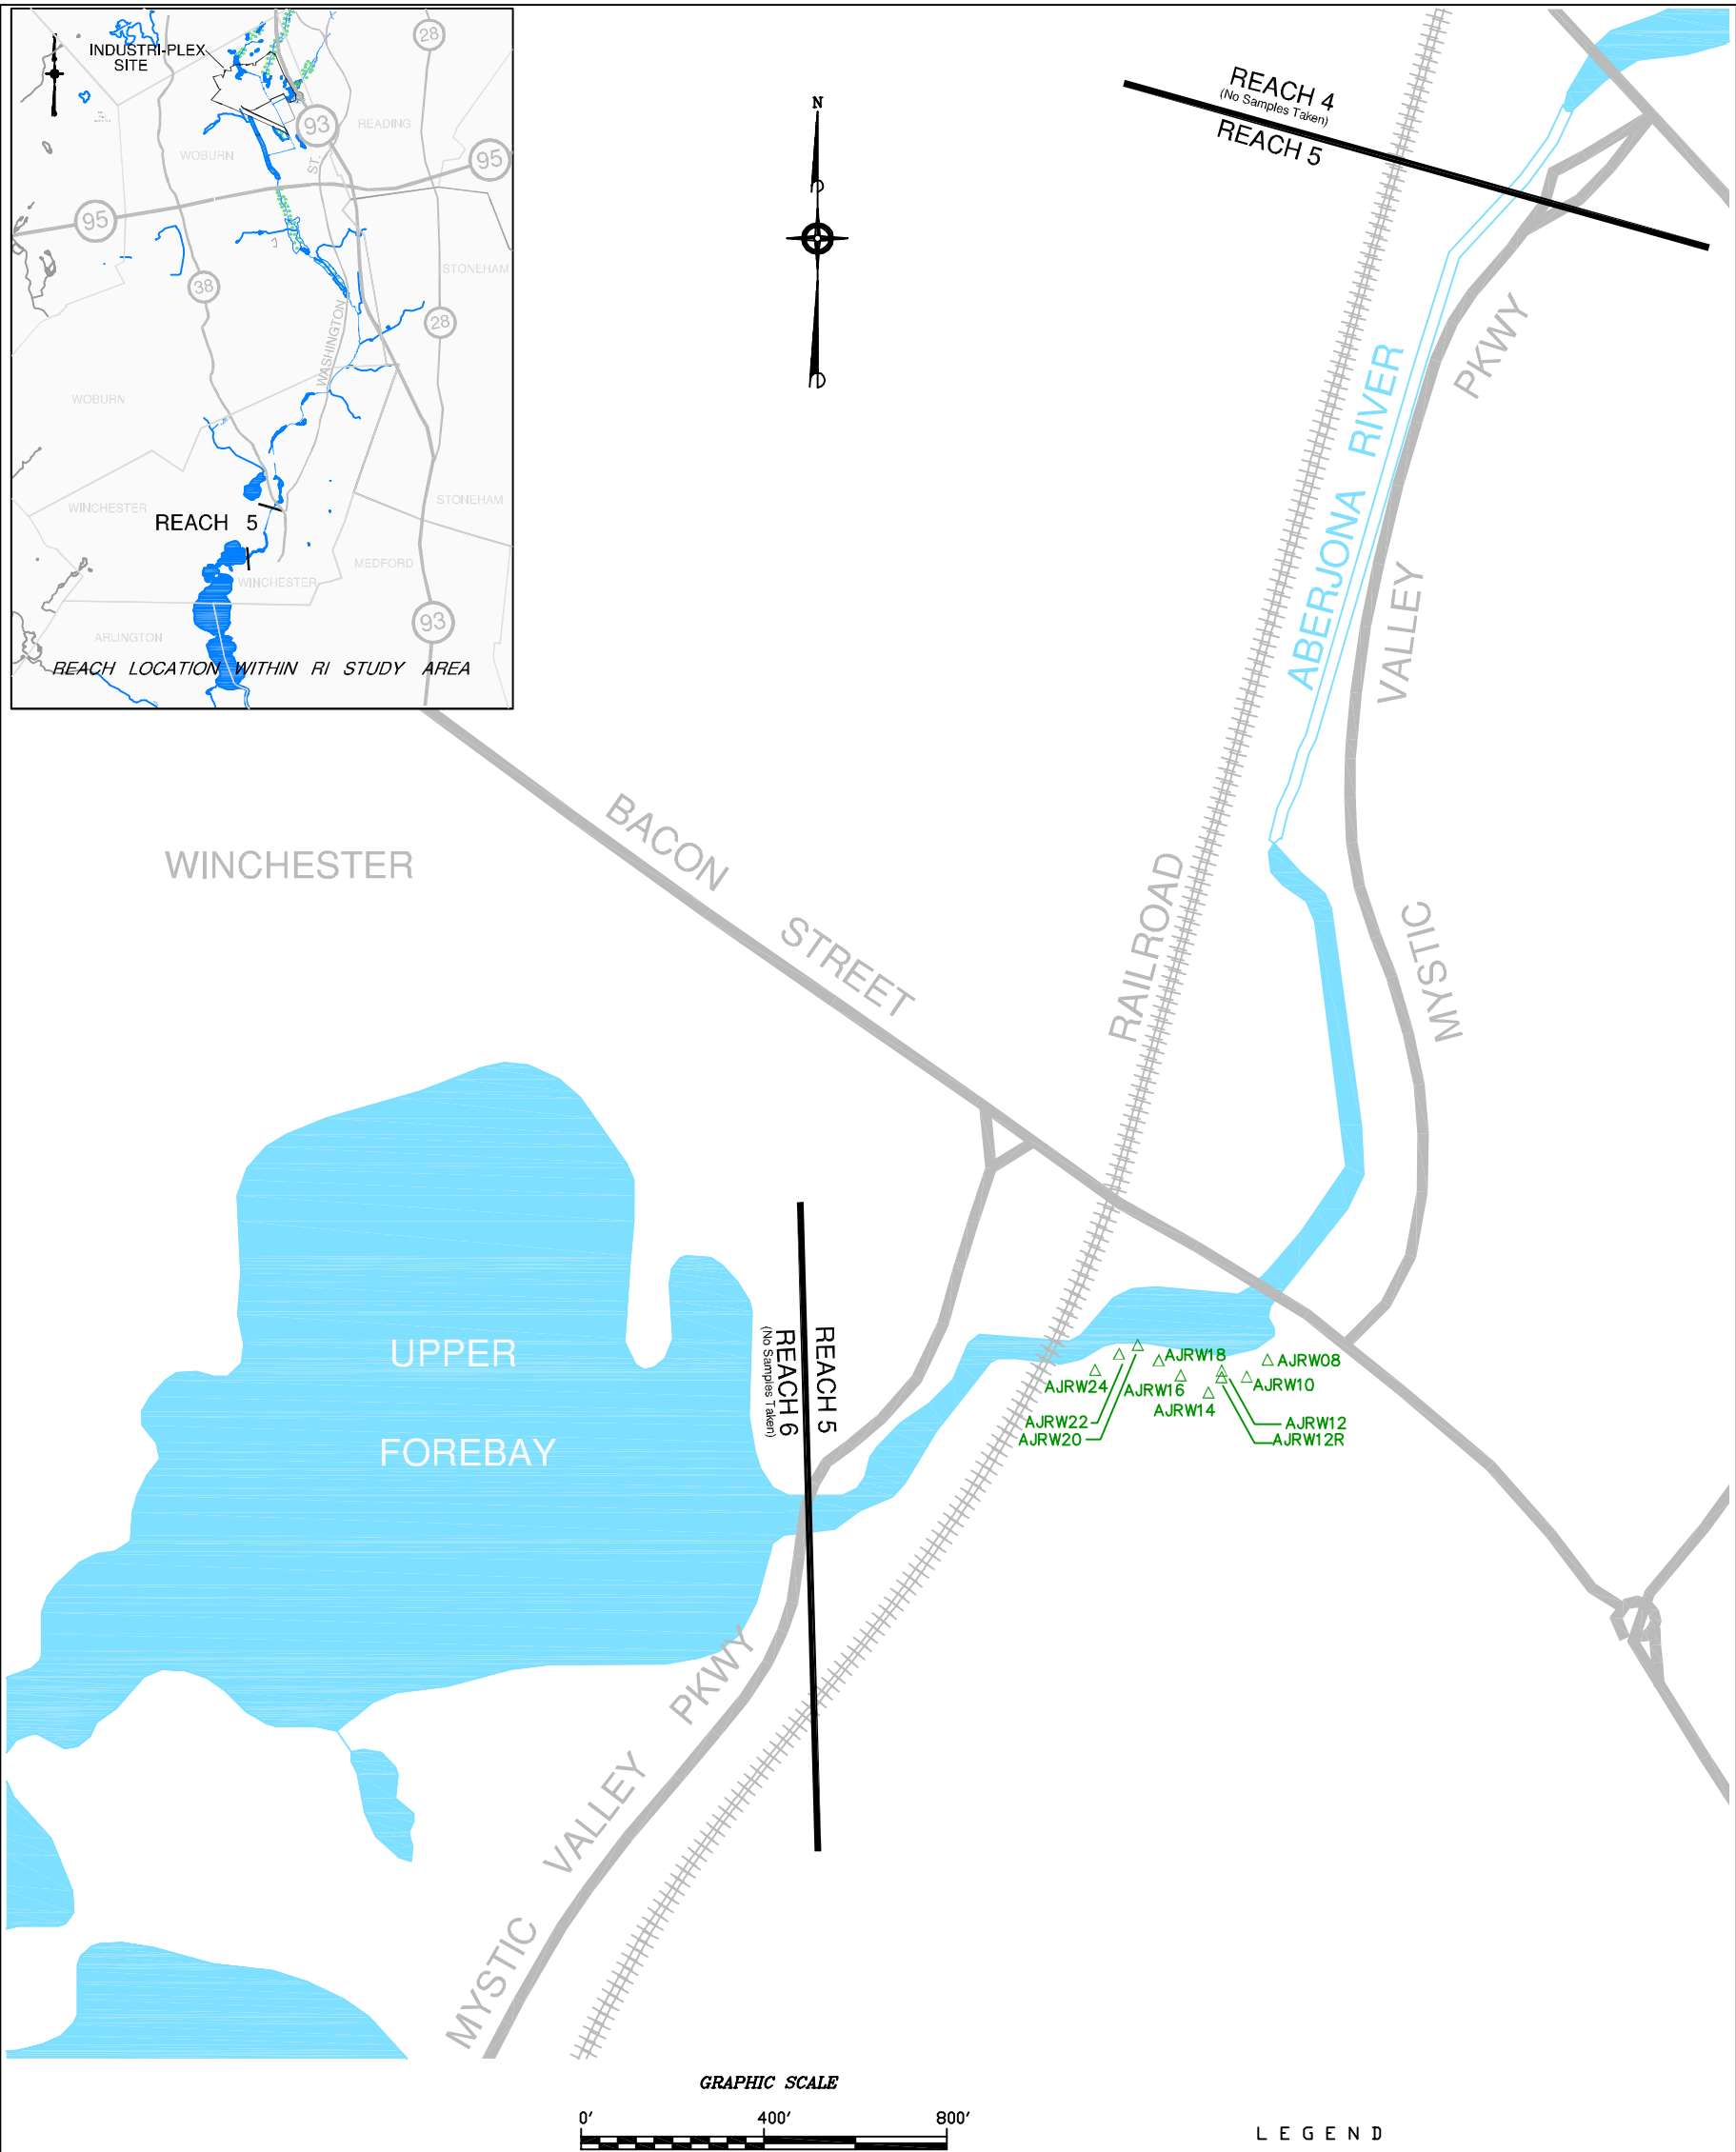 INDUSTRI-PLEX
SITE
28
93
READING
95
WOBURN
ST.
95
STONEHAM
38
28
WASHINGTON
WOBURN
STONEHAM
WINCHESTER
REACH 5
MEDFORD
WINCHESTER
93
ARLINGTON
REACH LOCATION WITHIN RI STUDY AREA
N
REACH 4
(No Samples Taken)
REACH 5
PKWY
ABERJONA RIVER
VALLEY
MYSTIC
BACON
STREET
WINCHESTER
RAILROAD
UPPER
FOREBAY
REACH 5
REACH 6
(No Samples Taken)
AJRW18
AJRW08
AJRW24
AJRW16
AJRW10
AJRW14
AJRW22
AJRW12
AJRW20
AJRW12R
PKWY
VALLEY
MYSTIC
GRAPHIC SCALE
0' 400' 800'
LEGEND